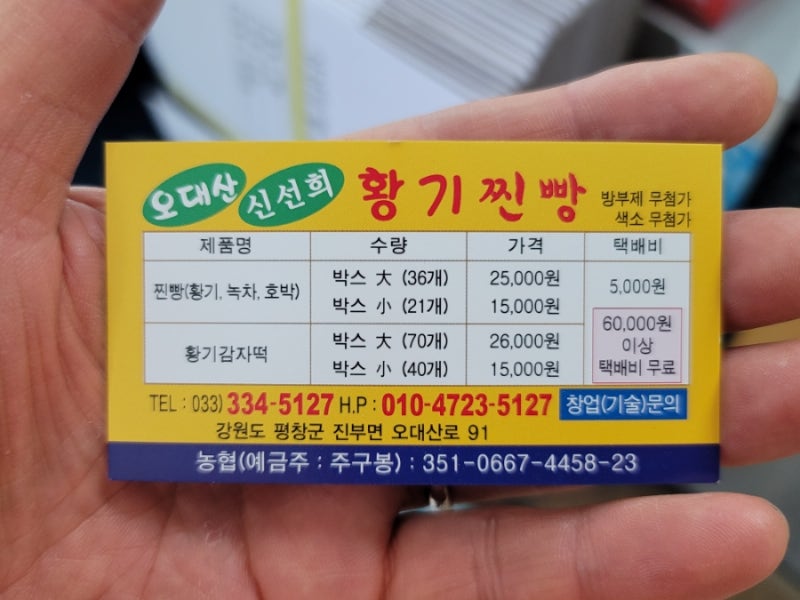 오대산 신선희 황기찐빵 방부제 무첨가
색소 무첨가
제품명 수량 가격 택배비
찐빵(황기, 녹차, 호박) 박스 大 (36개) 25,000원 5,000원
박스 小 (21개) 15,000원
60,000원 이상 택배비 무료
황기감자떡 박스 大 (70개) 26,000원
박스 小 (40개) 15,000원
TEL : 033) 334-5127 H.P : 010-4723-5127 창업(기술)문의
강원도 평창군 진부면 오대산로 91
농협(예금주 : 주구봉) : 351-0667-4458-23